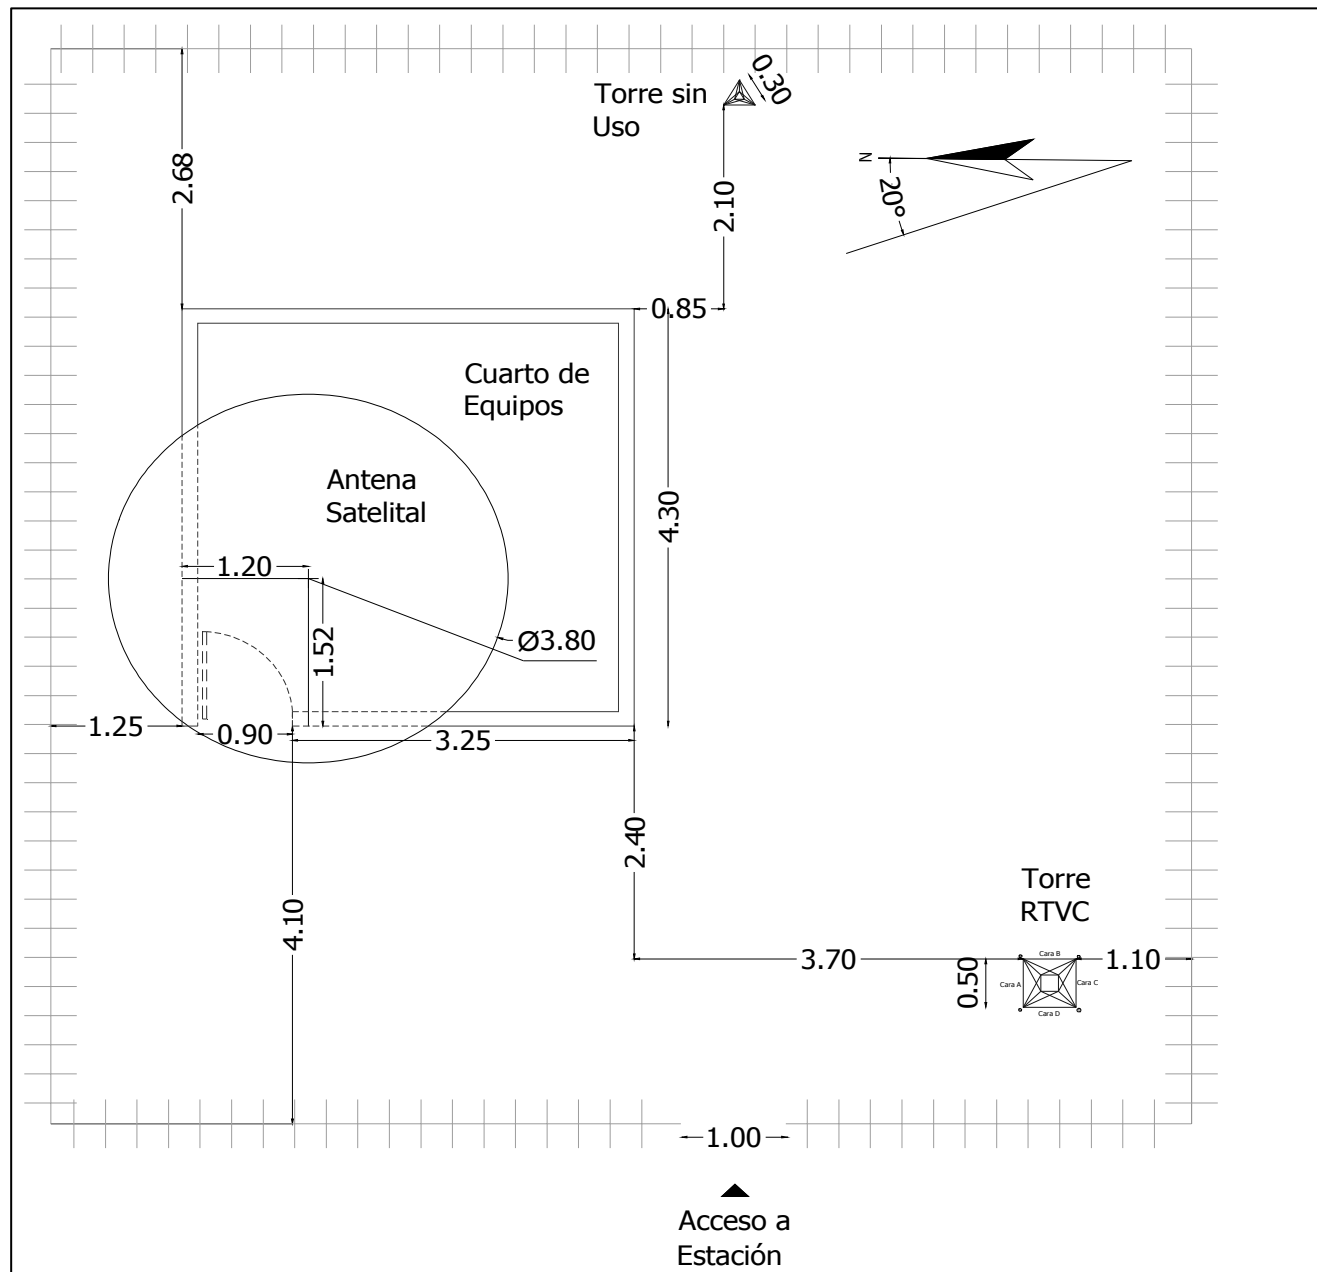 0.30
Torre sin
Uso
N
20°
2.68
2.10
0.85
Cuarto de
Equipos
Antena
Satelital
4.30
1.20
1.52
Ø3.80
1.25
0.90
3.25
2.40
4.10
Torre
RTVC
3.70
1.10
0.50
Cara B
Cara A
Cara C
Cara D
1.00
Acceso a
Estación